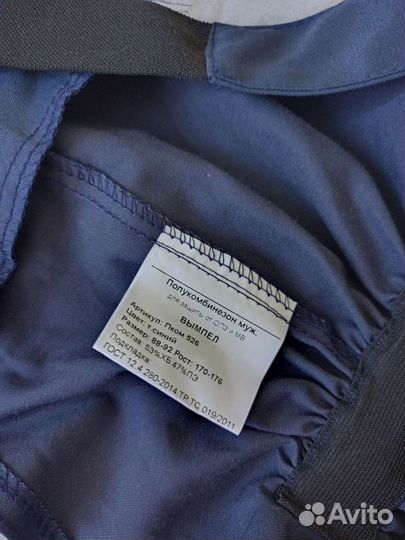 Полукомбинезон муж.
для защиты от ОПЗ и МВ
ВЫМПЕЛ
Артикул: Пком 526
Цвет: т.синий
Размер: 88-92 Рост: 170-176
Состав: 53%ХБ 47%ПЭ
Подкладка:
ГОСТ 12.4.280-2014,ТР ТС 019/2011
Avito